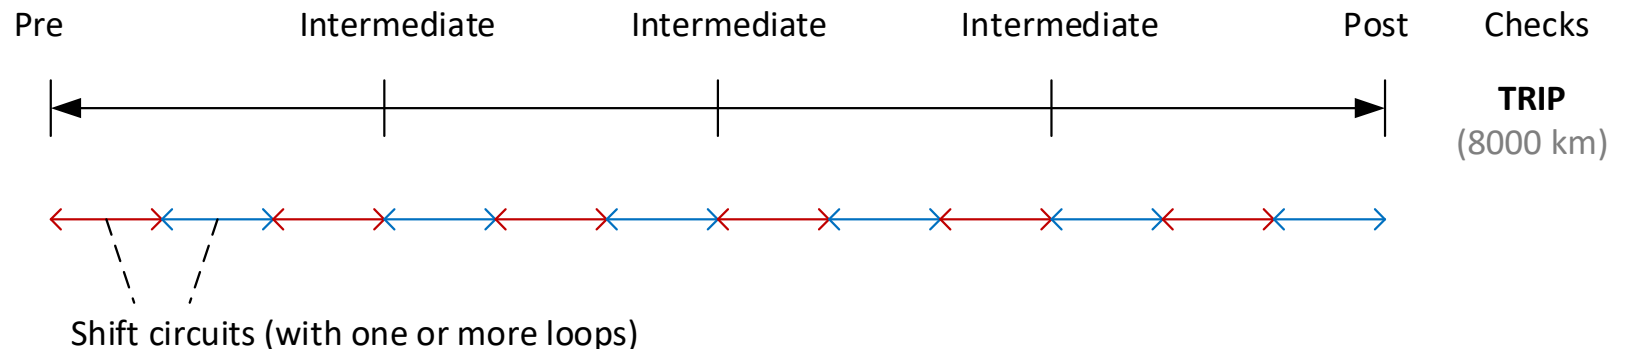 Pre Intermediate Intermediate Intermediate Post Checks
TRIP
(8000 km)
Shift circuits (with one or more loops)